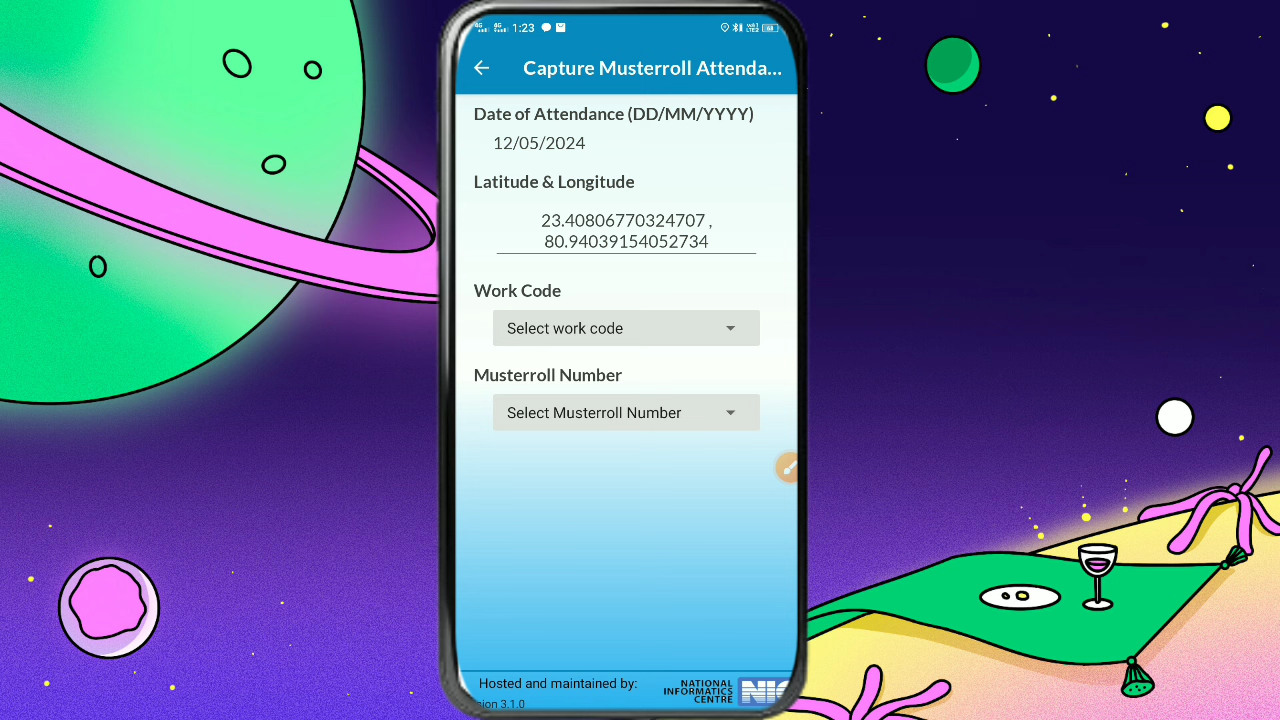 1:23
Capture Musterroll Attenda...
Date of Attendance (DD/MM/YYYY)
12/05/2024
Latitude & Longitude
23.40806770324707 ,
80.94039154052734
Work Code
Select work code
Musterroll Number
Select Musterroll Number
Hosted and maintained by:
NATIONAL
INFORMATICS
CENTRE
NIC
sion 3.1.0